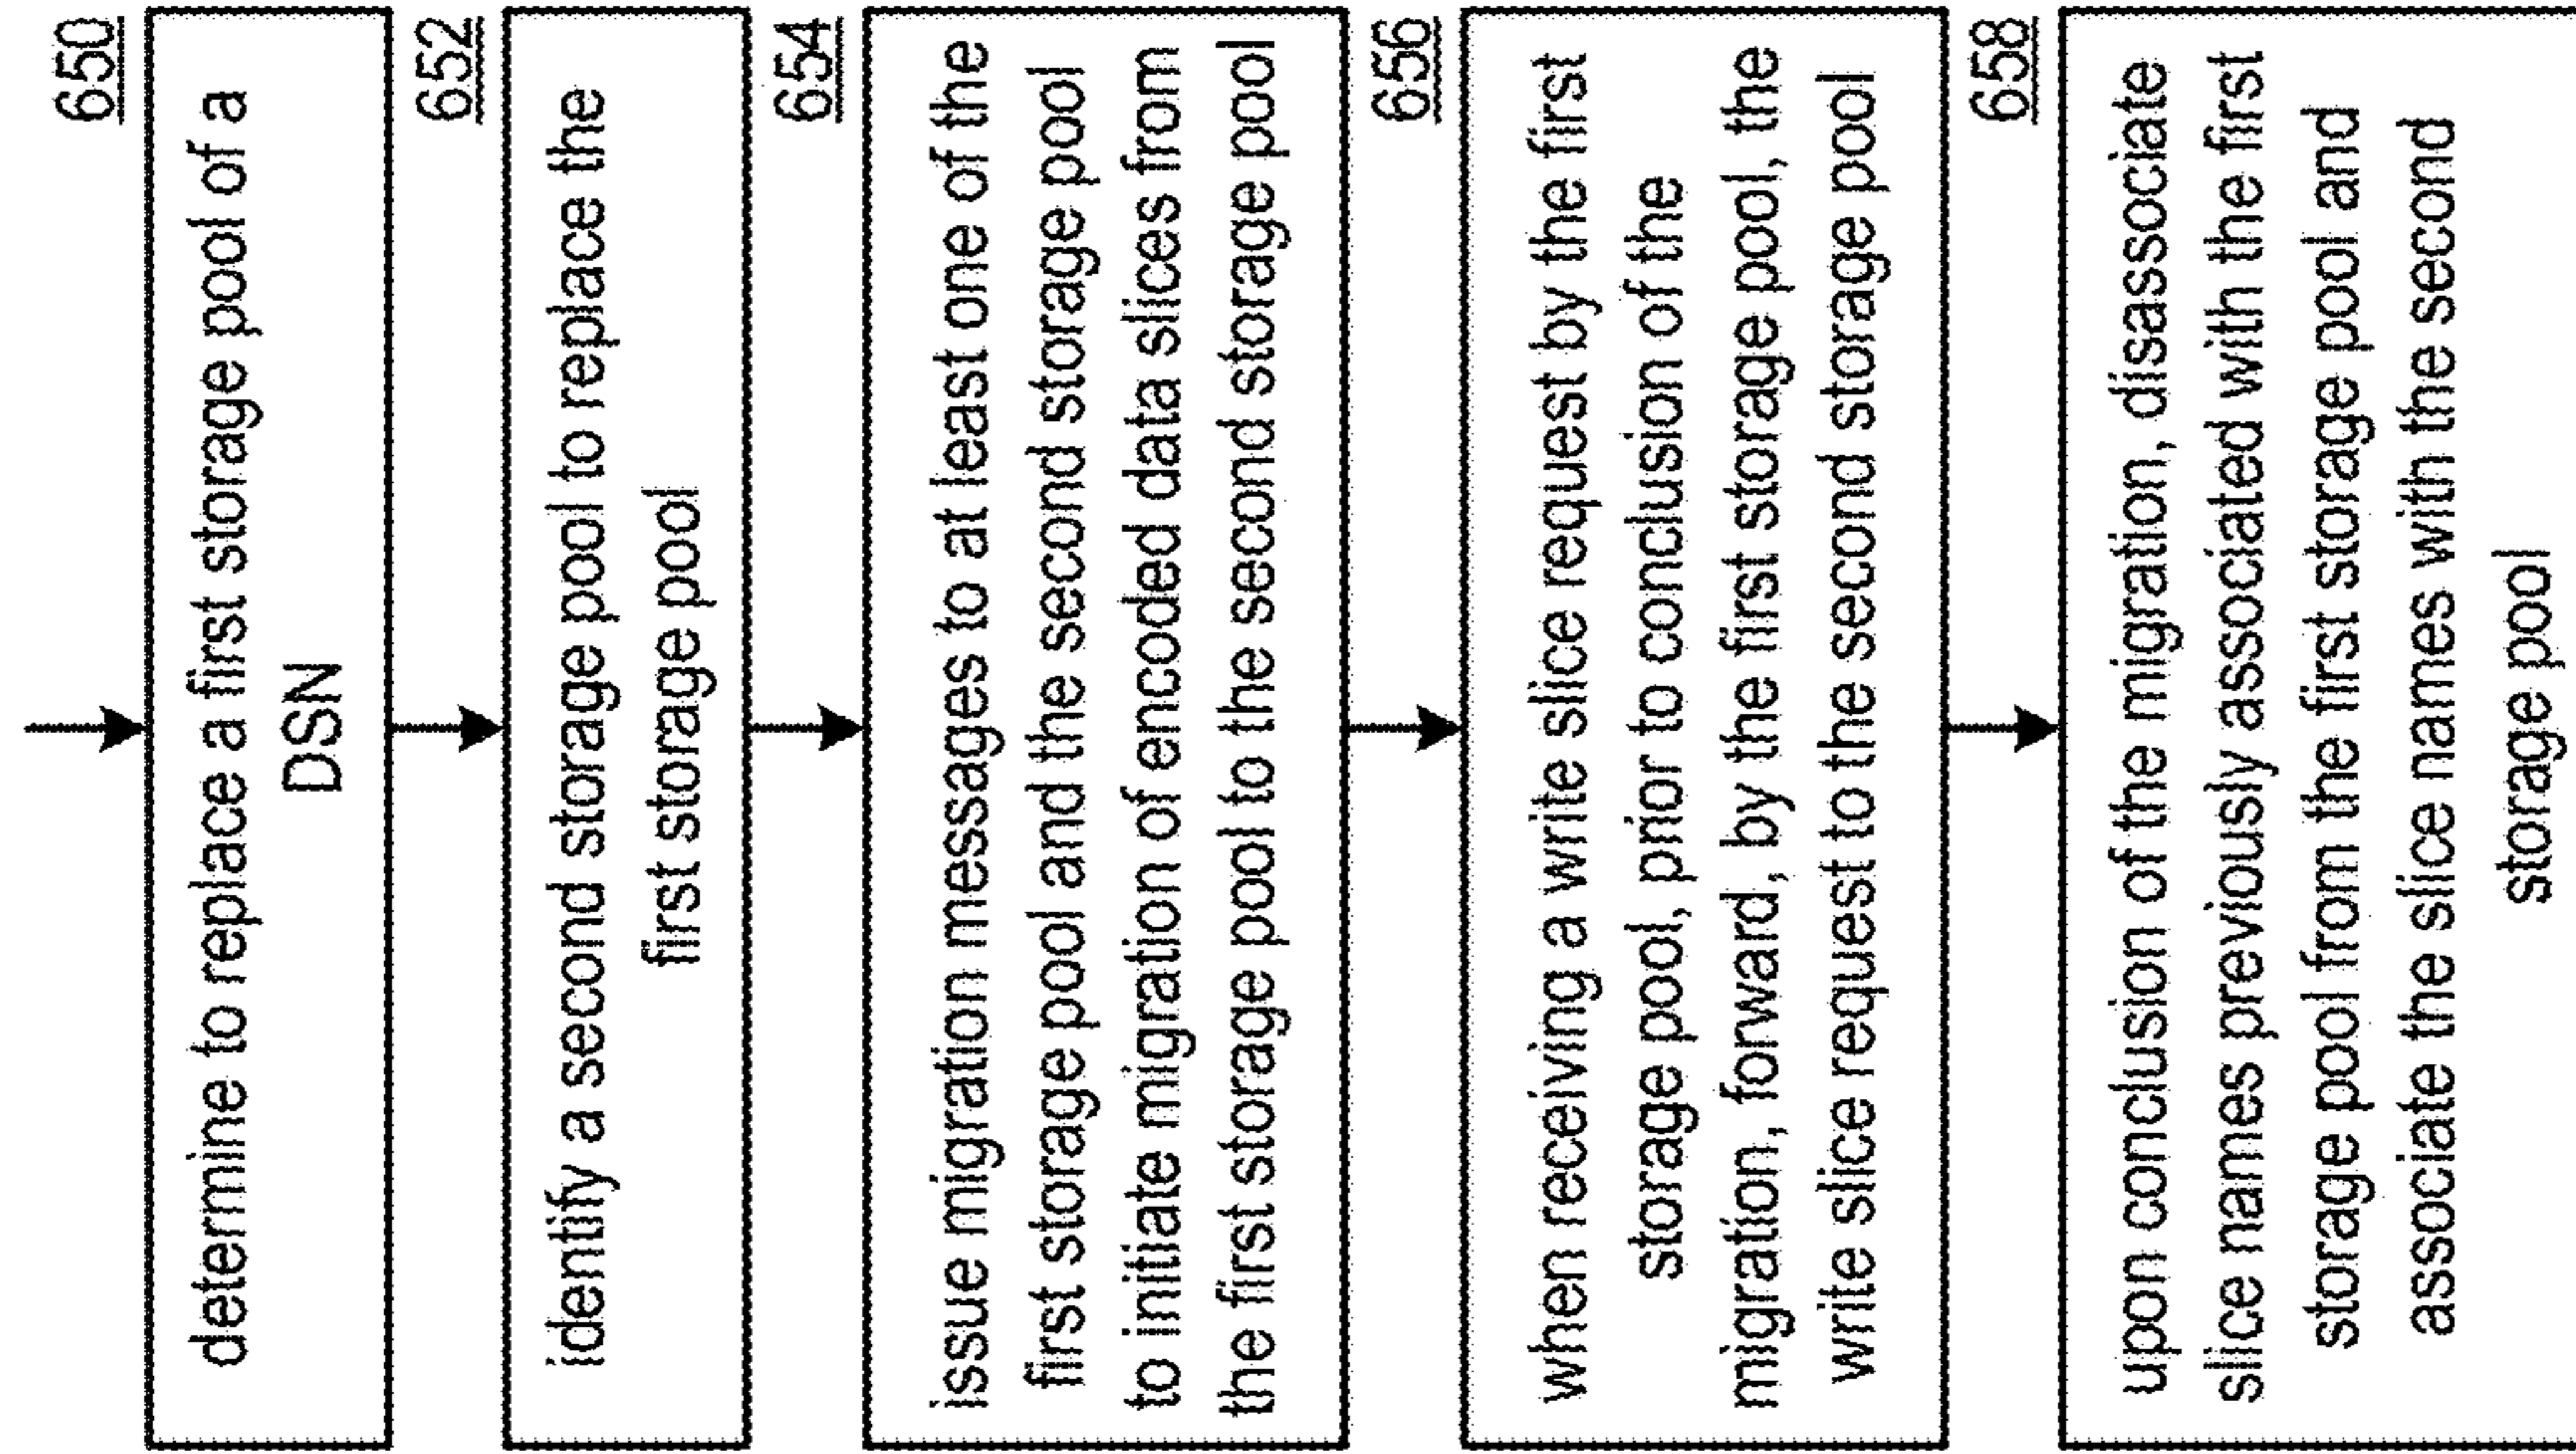 650
determine to replace a first storage pool of a
DSN
652
identify a second storage pool to replace the
first storage pool
654
issue migration messages to at least one of the
first storage pool and the second storage pool
to initiate migration of encoded data slices from
the first storage pool to the second storage pool
656
when receiving a write slice request by the first
storage pool, prior to conclusion of the
migration, forward, by the first storage pool, the
write slice request to the second storage pool
658
upon conclusion of the migration, disassociate
slice names previously associated with the first
storage pool from the first storage pool and
associate the slice names with the second
storage pool